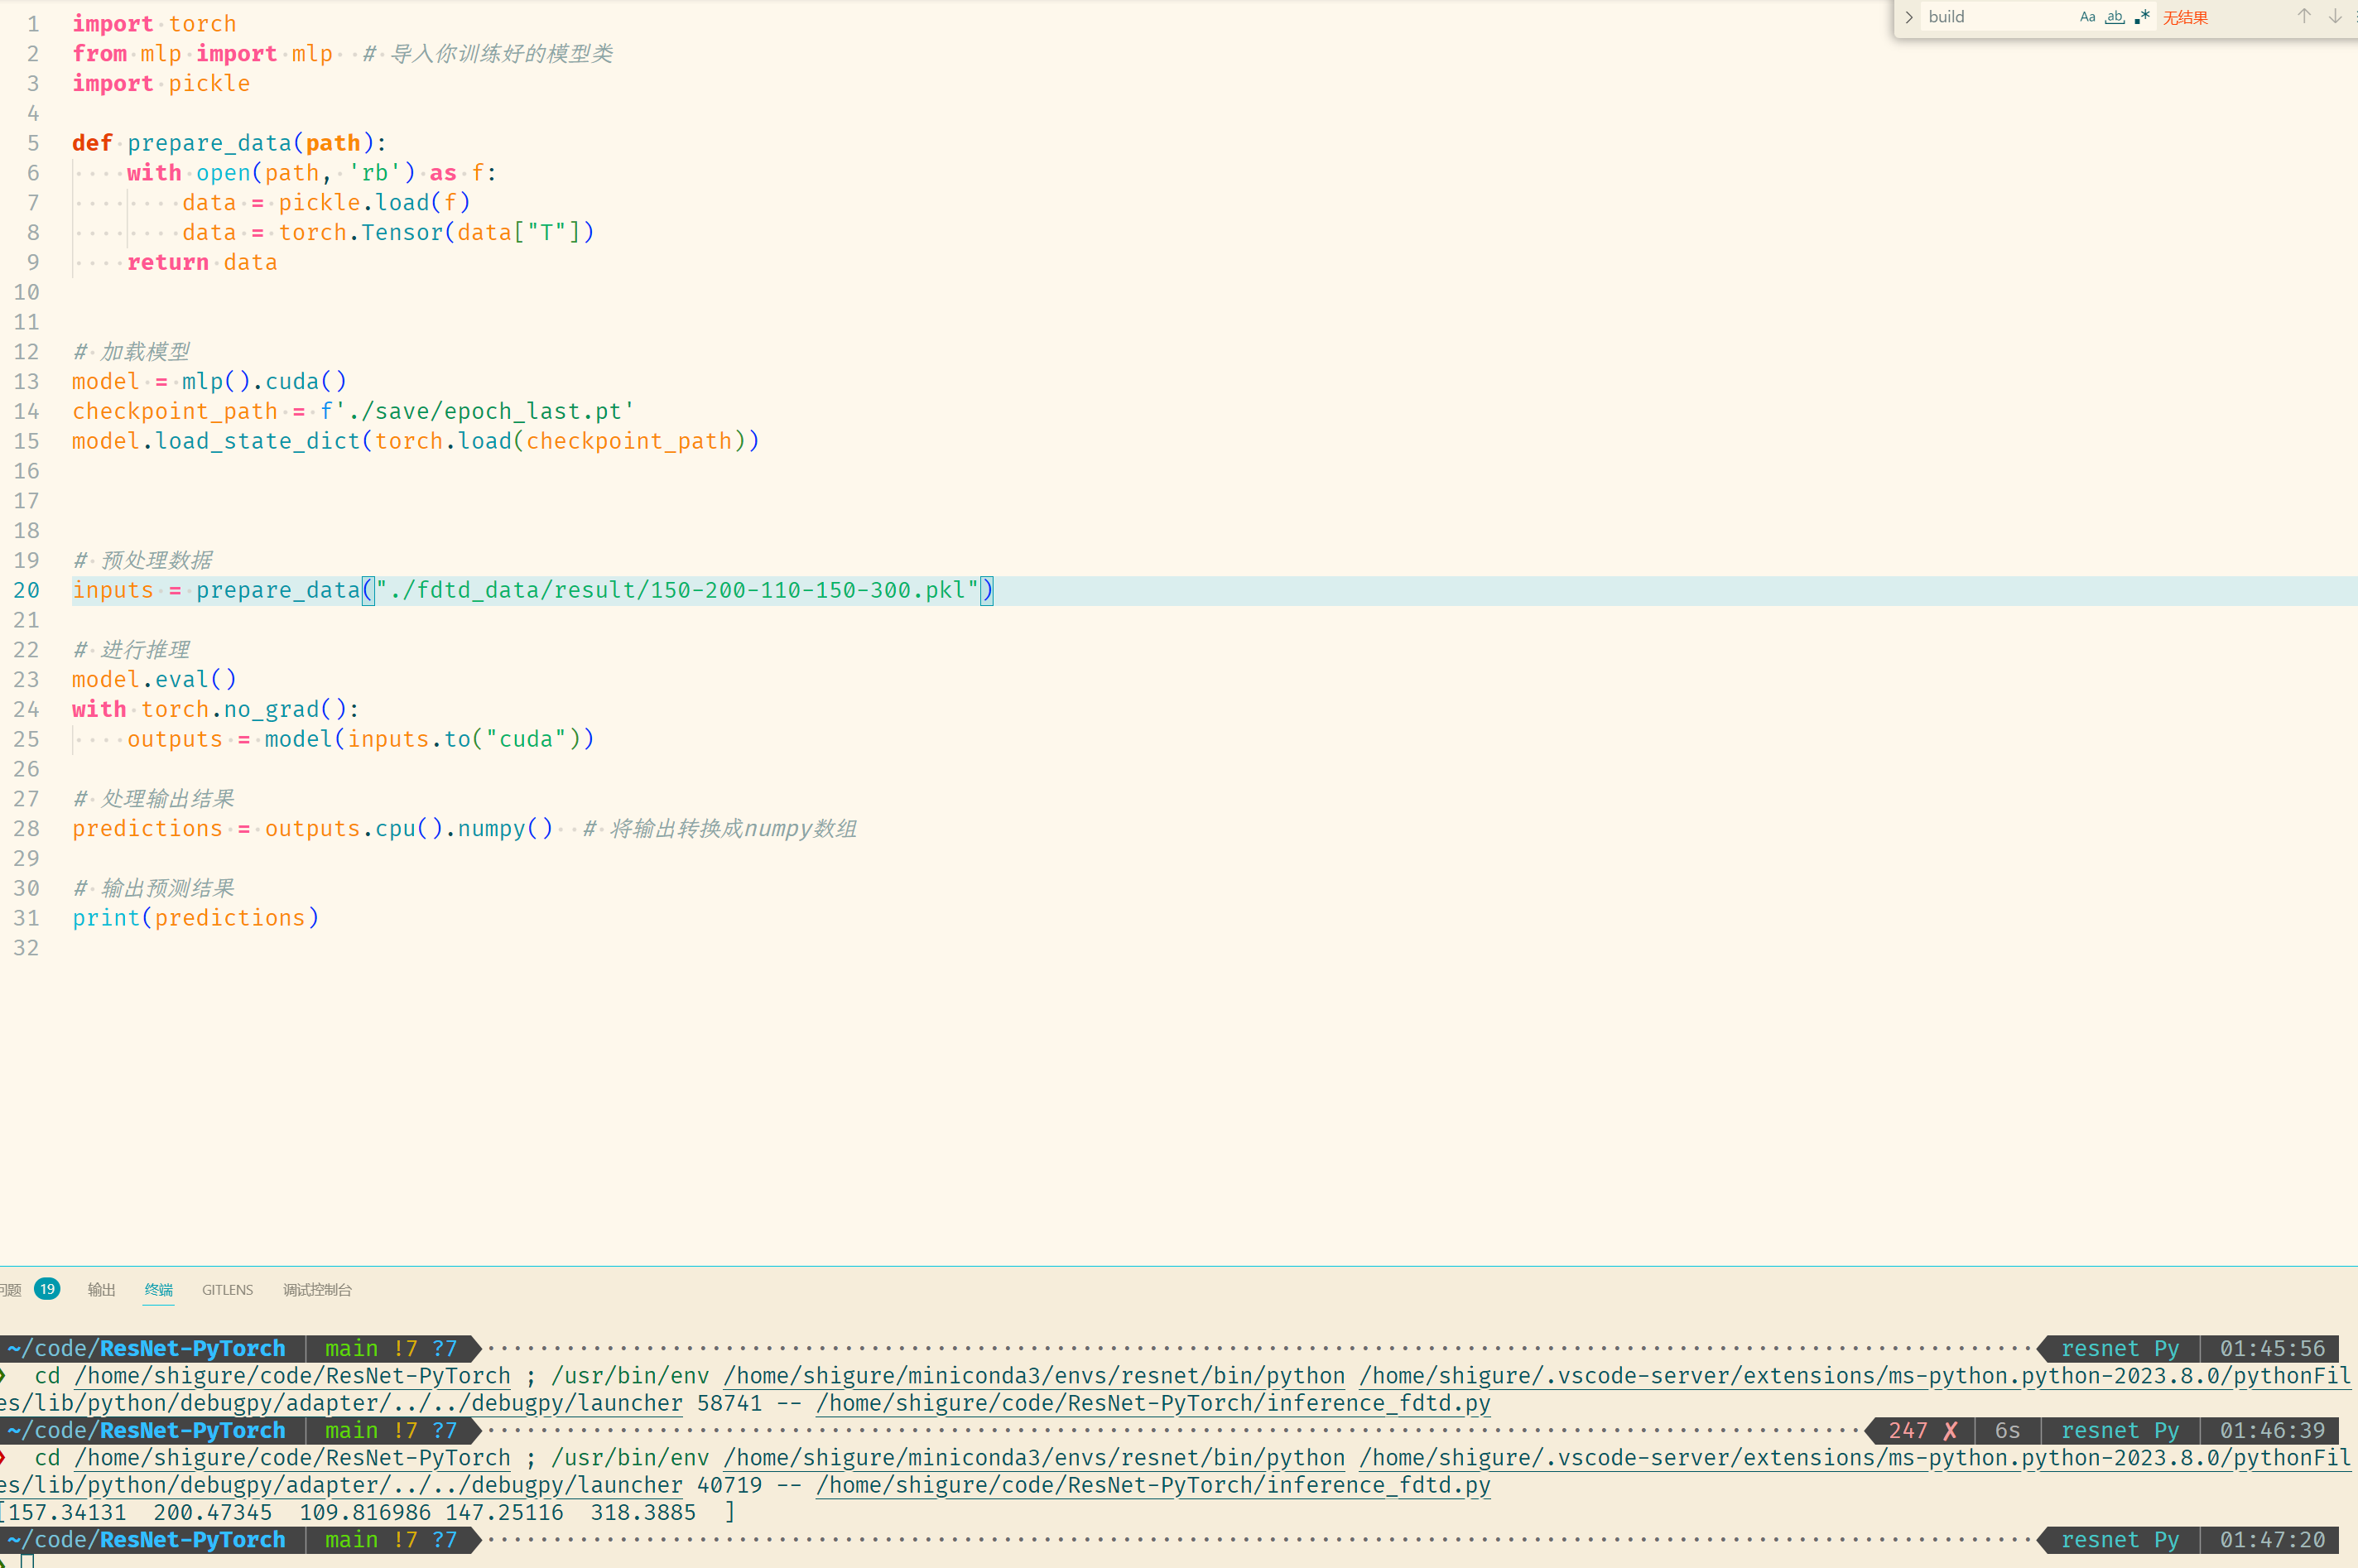 1 import torch
2 from mlp import mlp  # 导入你训练好的模型类
3 import pickle
4
5 def prepare_data(path):
6     with open(path, 'rb') as f:
7         data = pickle.load(f)
8         data = torch.Tensor(data["T"])
9     return data
10
11
12 # 加载模型
13 model = mlp().cuda()
14 checkpoint_path = f'./save/epoch_last.pt'
15 model.load_state_dict(torch.load(checkpoint_path))
16
17
18
19 # 预处理数据
20 inputs = prepare_data("./fdtd_data/result/150-200-110-150-300.pkl")
21
22 # 进行推理
23 model.eval()
24 with torch.no_grad():
25     outputs = model(inputs.to("cuda"))
26
27 # 处理输出结果
28 predictions = outputs.cpu().numpy()  # 将输出转换成numpy数组
29
30 # 输出预测结果
31 print(predictions)
32
build Aa ab .* 无结果
问题 19 输出 终端 GITLENS 调试控制台
~/code/ResNet-PyTorch main !7 ?7 resnet Py 01:45:56
cd /home/shigure/code/ResNet-PyTorch ; /usr/bin/env /home/shigure/miniconda3/envs/resnet/bin/python /home/shigure/.vscode-server/extensions/ms-python.python-2023.8.0/pythonFil
es/lib/python/debugpy/adapter/../../debugpy/launcher 58741 -- /home/shigure/code/ResNet-PyTorch/inference_fdtd.py
~/code/ResNet-PyTorch main !7 ?7 247 ✘ 6s resnet Py 01:46:39
cd /home/shigure/code/ResNet-PyTorch ; /usr/bin/env /home/shigure/miniconda3/envs/resnet/bin/python /home/shigure/.vscode-server/extensions/ms-python.python-2023.8.0/pythonFil
es/lib/python/debugpy/adapter/../../debugpy/launcher 40719 -- /home/shigure/code/ResNet-PyTorch/inference_fdtd.py
[157.34131  200.47345  109.816986 147.25116  318.3885  ]
~/code/ResNet-PyTorch main !7 ?7 resnet Py 01:47:20